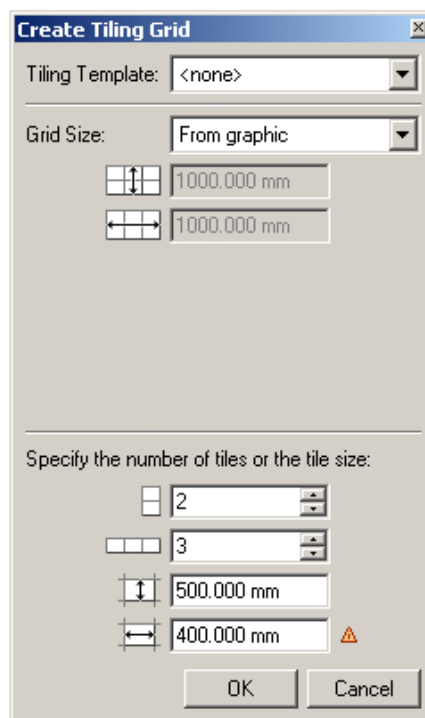 Create Tiling Grid
Tiling Template: <none>
Grid Size: From graphic
1000.000 mm
1000.000 mm
Specify the number of tiles or the tile size:
2
3
500.000 mm
400.000 mm
OK Cancel